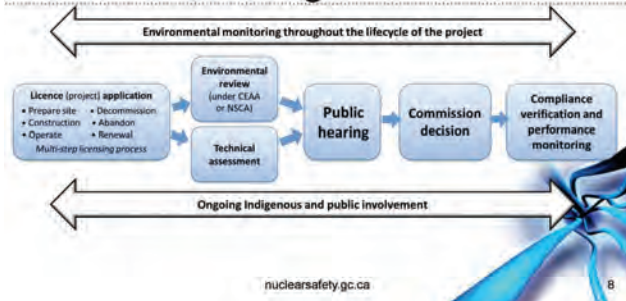 Environmental monitoring throughout the lifecycle of the project
Licence (project) application
• Prepare site • Decommission
• Construction • Abandon
• Operate • Renewal
Multi-step licensing process
Environmental
review
(under CEAA
or NSCA)
Technical
assessment
Public
hearing
Commission
decision
Compliance
verification and
performance
monitoring
Ongoing Indigenous and public involvement
nuclearsafety.gc.ca
8